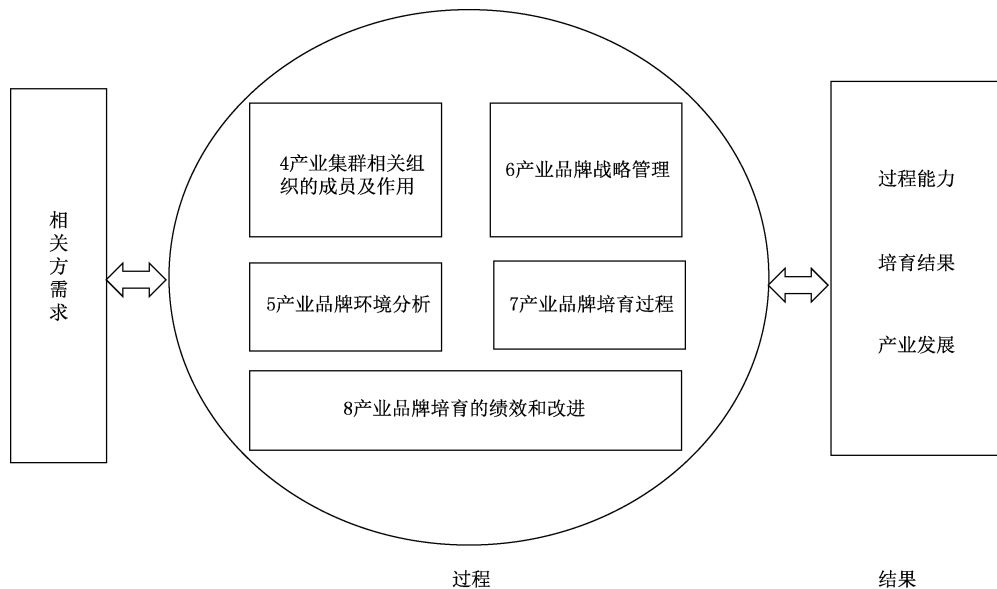 相关方需求
4产业集群相关组
织的成员及作用
6产业品牌战略管理
5产业品牌环境分析
7产业品牌培育过程
8产业品牌培育的绩效和改进
过程能力
培育结果
产业发展
过程
结果